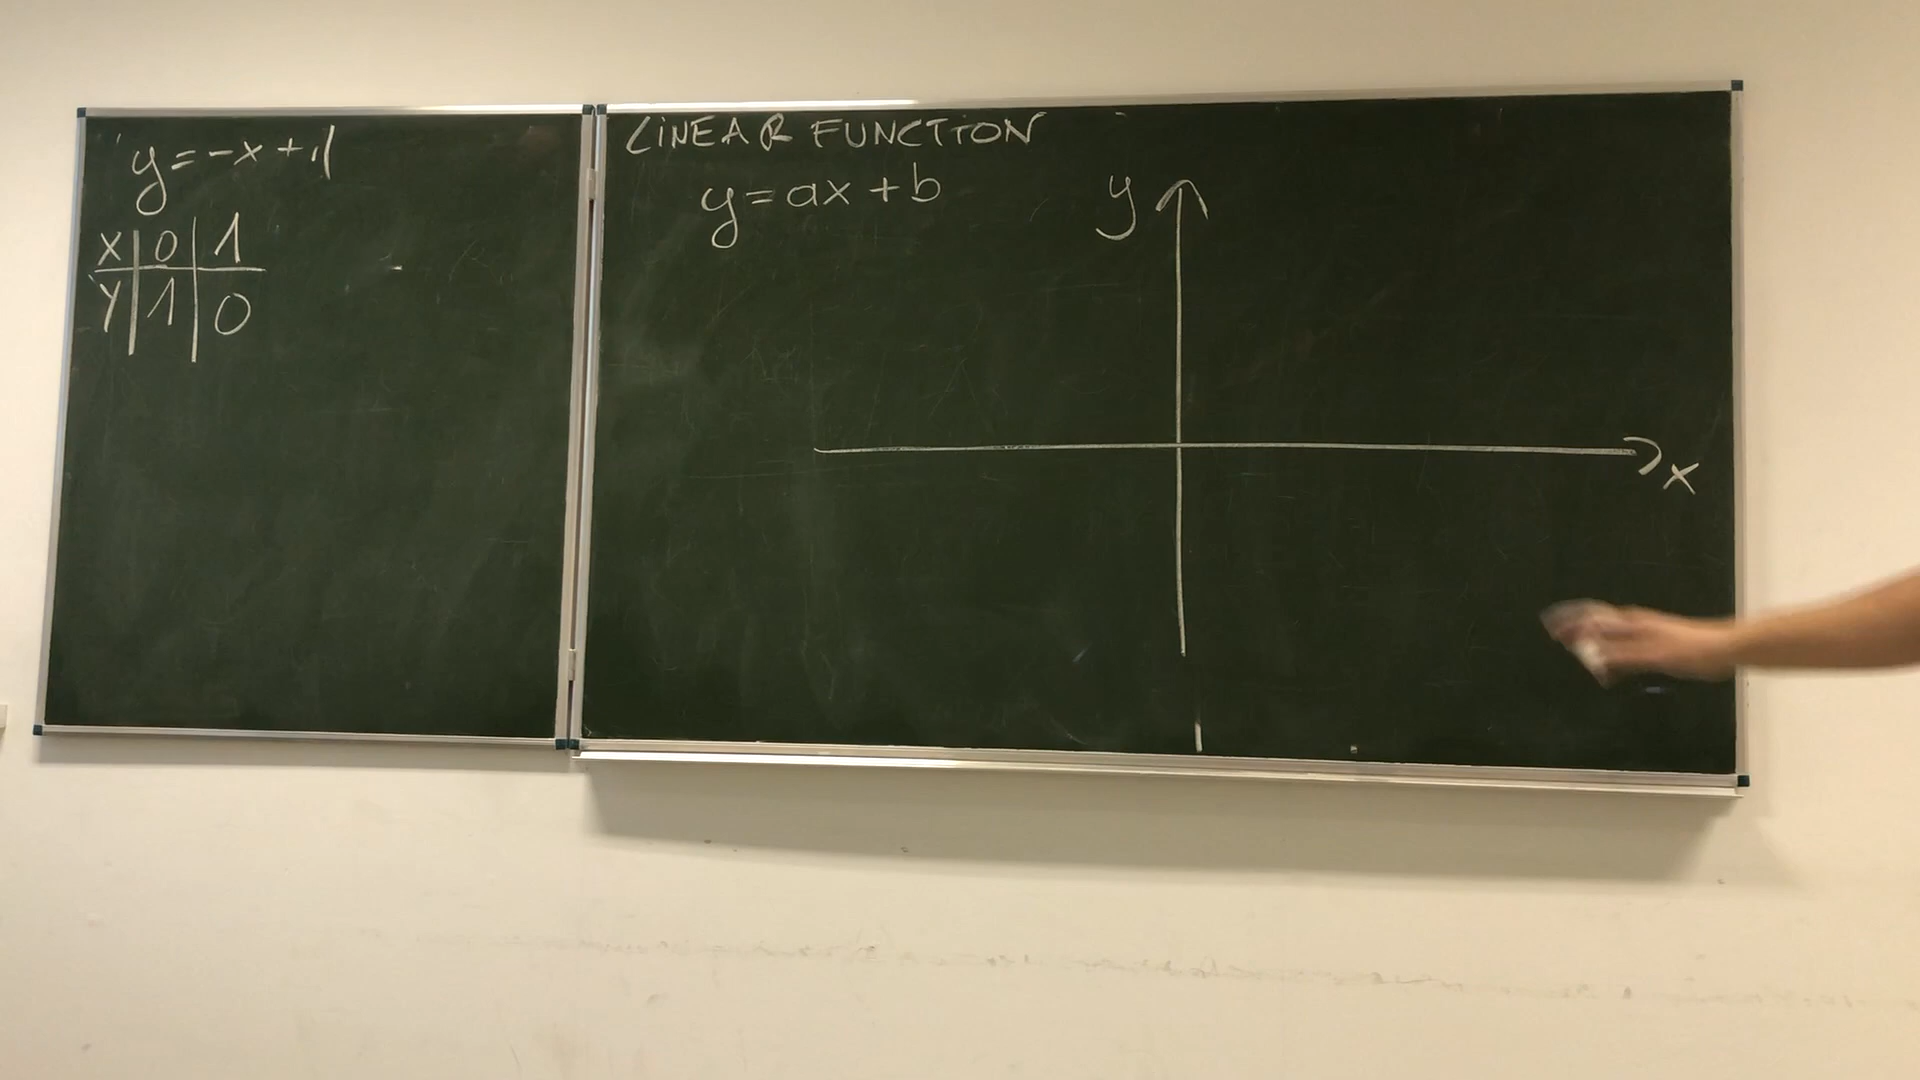 y=-x+1
x 0 1
y 1 0
LINEAR FUNCTION
y=ax+b
y
x